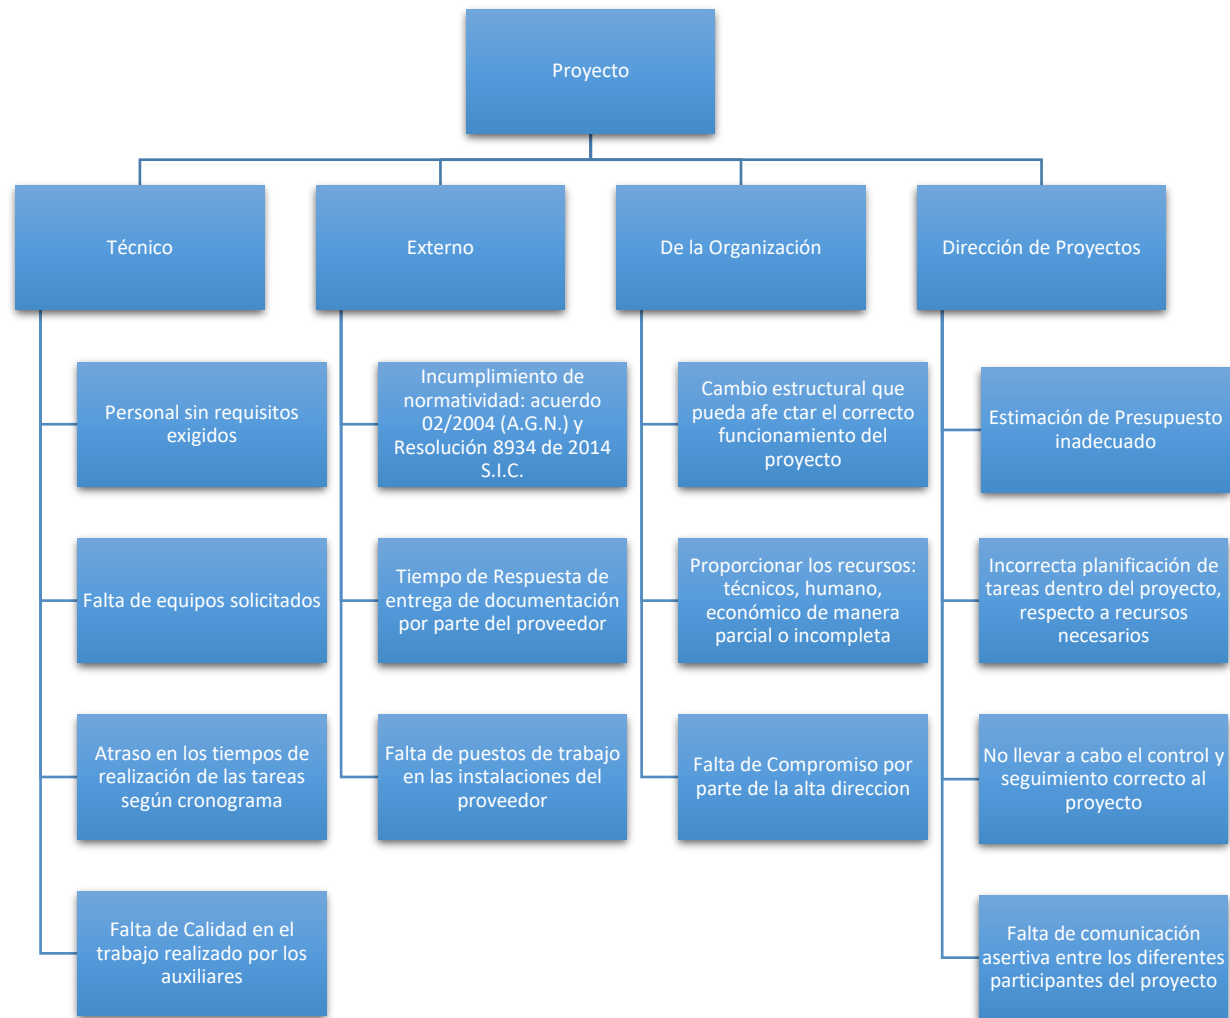 Proyecto
Técnico
Externo
De la Organización
Dirección de Proyectos
Personal sin requisitos
exigidos
Falta de equipos solicitados
Atraso en los tiempos de
realización de las tareas
según cronograma
Falta de Calidad en el
trabajo realizado por los
auxiliares
Incumplimiento de
normatividad: acuerdo
02/2004 (A.G.N.) y
Resolución 8934 de 2014
S.I.C.
Tiempo de Respuesta de
entrega de documentación
por parte del proveedor
Falta de puestos de trabajo
en las instalaciones del
proveedor
Cambio estructural que
pueda afe ctar el correcto
funcionamiento del
proyecto
Proporcionar los recursos:
técnicos, humano,
económico de manera
parcial o incompleta
Falta de Compromiso por
parte de la alta direccion
Estimación de Presupuesto
inadecuado
Incorrecta planificación de
tareas dentro del proyecto,
respecto a recursos
necesarios
No llevar a cabo el control y
seguimiento correcto al
proyecto
Falta de comunicación
asertiva entre los diferentes
participantes del proyecto